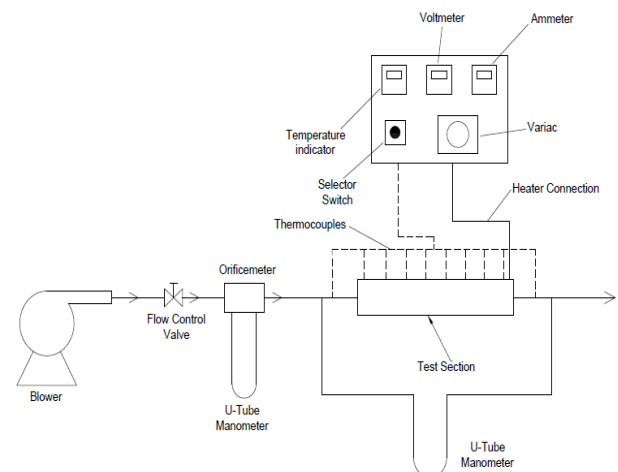 Voltmeter
Ammeter
Temperature
indicator
Variac
Selector
Switch
Heater Connection
Thermocouples
Orificemeter
Flow Control
Valve
Test Section
Blower
U-Tube
Manometer
U-Tube
Manometer